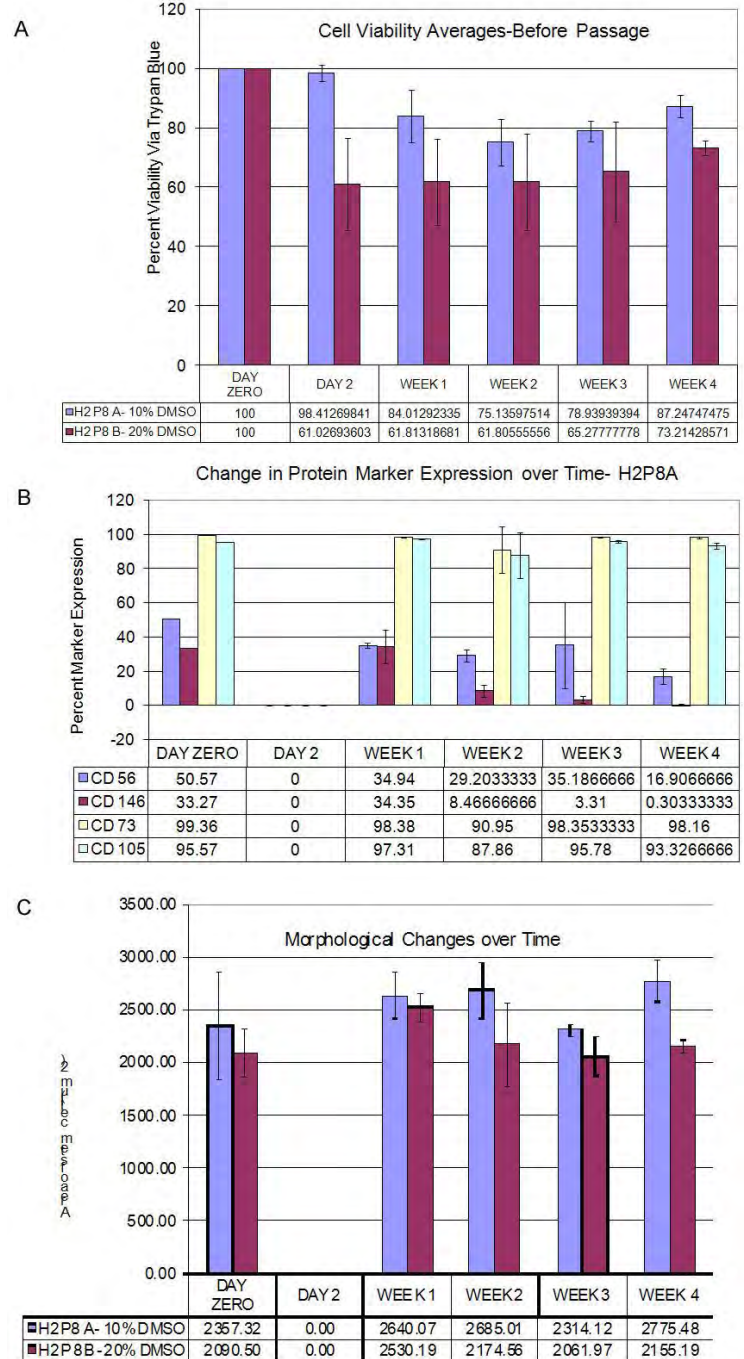 A
Cell Viability Averages-Before Passage
Percent Viability Via Trypan Blue
120
100
80
60
40
20
0
DAY ZERO DAY 2 WEEK 1 WEEK 2 WEEK 3 WEEK 4
H2P8 A- 10% DMSO 100 98.41269841 84.01292335 75.13597514 78.93939394 87.24747475
H2P8 B- 20% DMSO 100 61.02693603 61.81318681 61.80555556 65.27777778 73.21428571
Change in Protein Marker Expression over Time- H2P8A
B
Percent Marker Expression
120
100
80
60
40
20
0
-20
DAY ZERO DAY 2 WEEK 1 WEEK 2 WEEK 3 WEEK 4
CD 56 50.57 0 34.94 29.2033333 35.1866666 16.9066666
CD 146 33.27 0 34.35 8.46666666 3.31 0.30333333
CD 73 99.36 0 98.38 90.95 98.3533333 98.16
CD 105 95.57 0 97.31 87.86 95.78 93.3266666
C
Morphological Changes over Time
3500.00
3000.00
2500.00
2000.00
1500.00
1000.00
500.00
0.00
DAY ZERO DAY 2 WEEK 1 WEEK 2 WEEK 3 WEEK 4
H2P8 A- 10% DMSO 2357.32 0.00 2640.07 2685.01 2314.12 2775.48
H2P8 B- 20% DMSO 2090.50 0.00 2530.19 2174.56 2061.97 2155.19